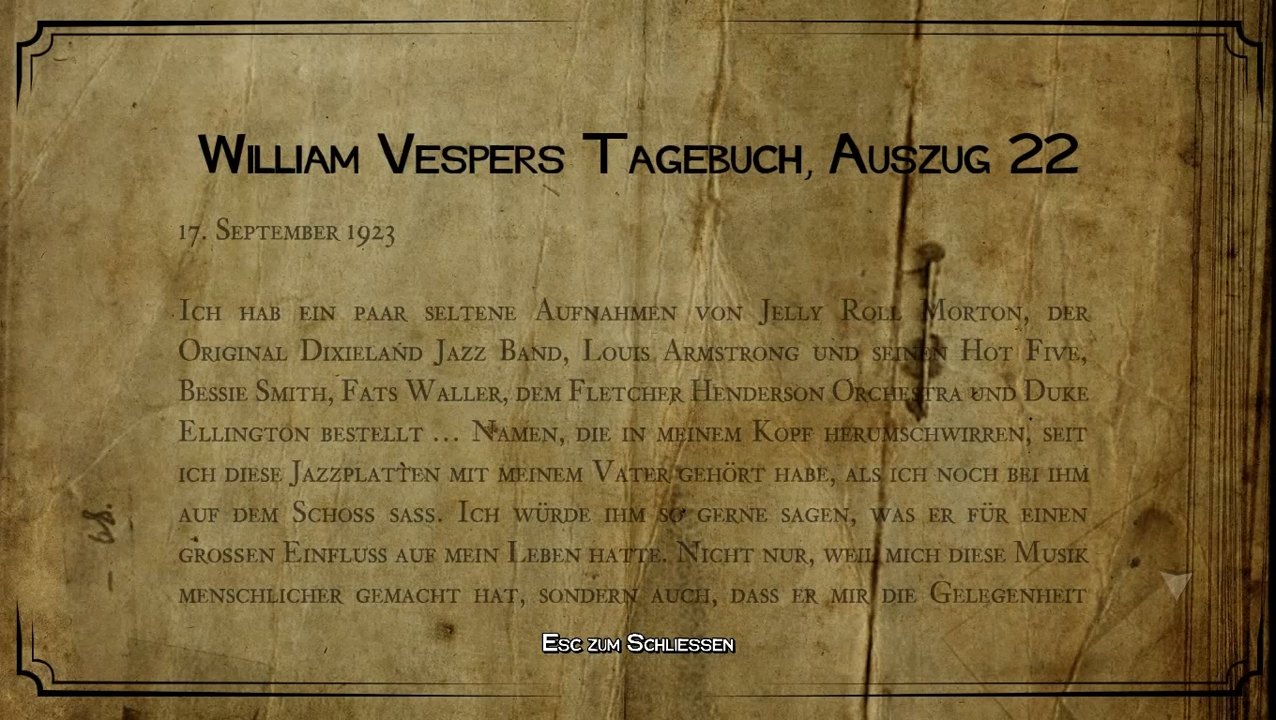 William Vespers Tagebuch, Auszug 22
17. September 1923
Ich hab ein paar seltene Aufnahmen von Jelly Roll Morton, der
Original Dixieland Jazz Band, Louis Armstrong und seinen Hot Five,
Bessie Smith, Fats Waller, dem Fletcher Henderson Orchestra und Duke
Ellington bestellt ... Namen, die in meinem Kopf herumschwirren, seit
ich diese Jazzplatten mit meinem Vater gehört habe, als ich noch bei ihm
auf dem Schoss sass. Ich würde ihm so gerne sagen, was er für einen
grossen Einfluss auf mein Leben hatte. Nicht nur, weil mich diese Musik
menschlicher gemacht hat, sondern auch, dass er mir die Gelegenheit
Esc zum Schliessen